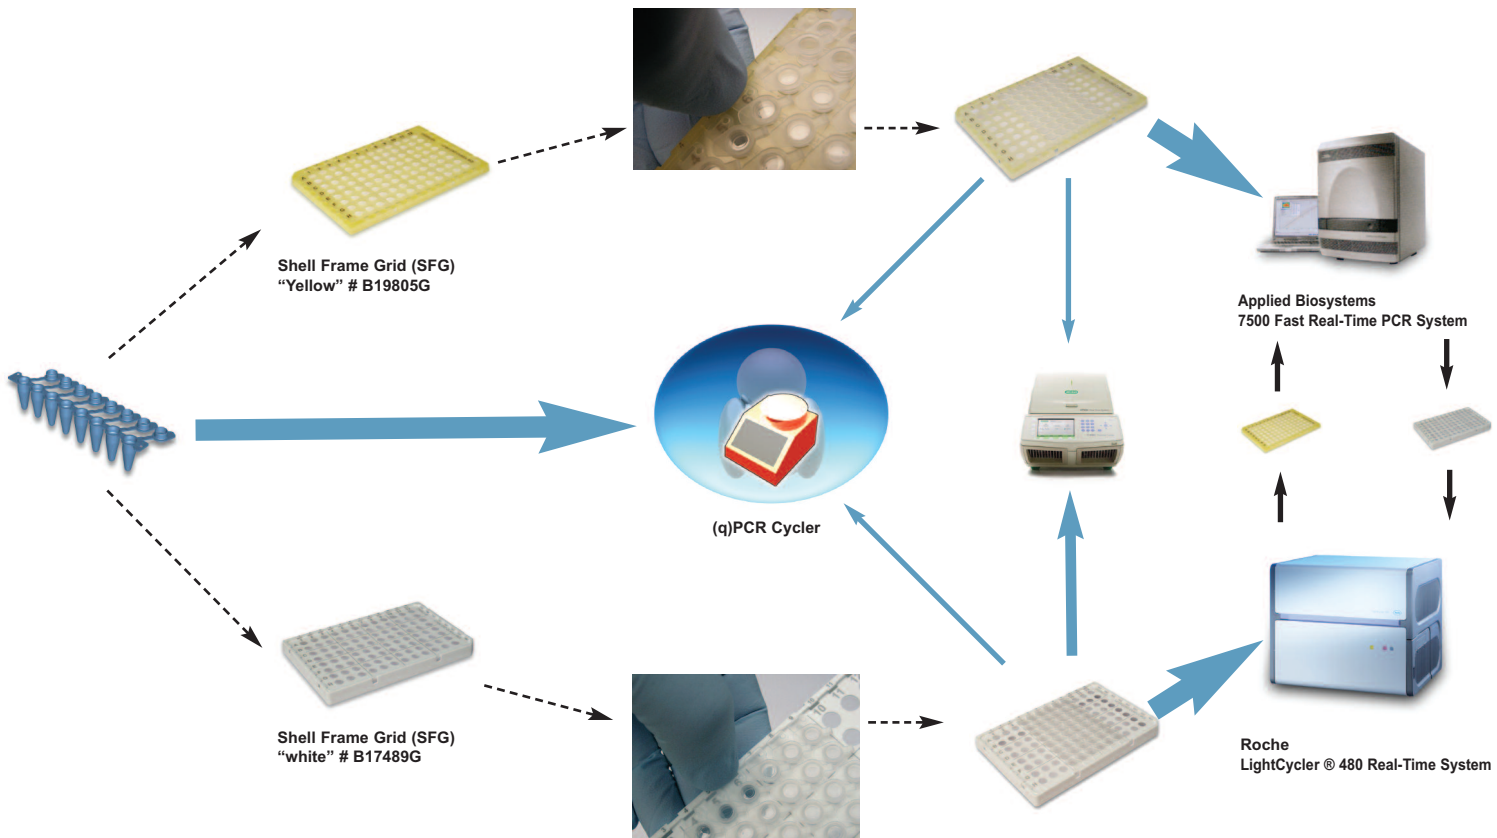 Shell Frame Grid (SFG)
“Yellow” # B19805G
Applied Biosystems
7500 Fast Real-Time PCR System
(q)PCR Cycler
Shell Frame Grid (SFG)
“white” # B17489G
Roche
LightCycler ® 480 Real-Time System